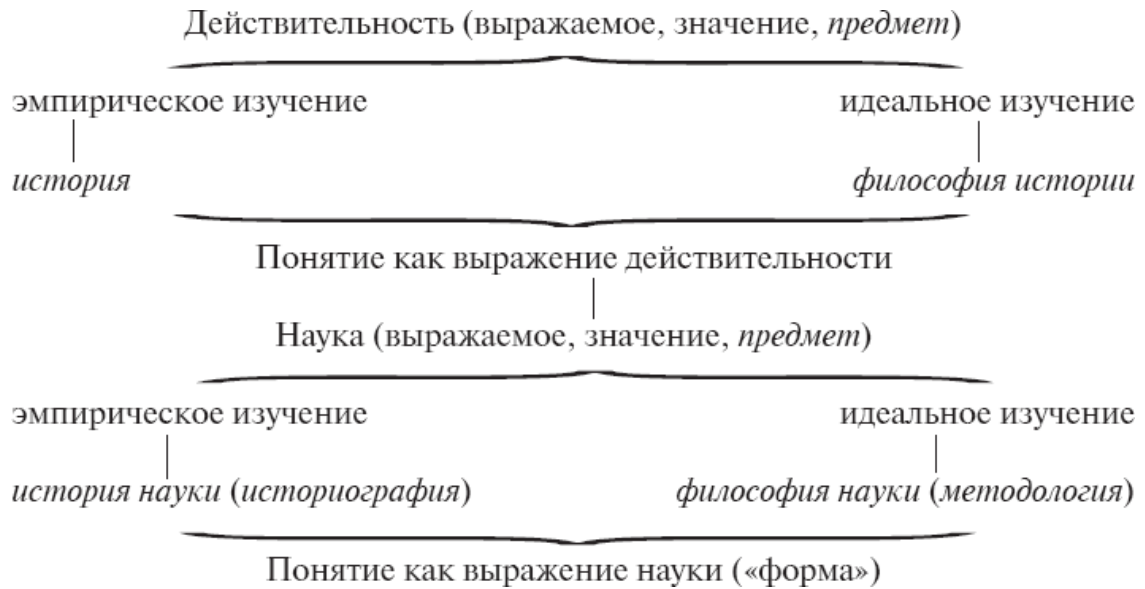 Действительность (выражаемое, значение, предмет)
эмпирическое изучение идеальное изучение
история философия истории
Понятие как выражение действительности
Наука (выражаемое, значение, предмет)
эмпирическое изучение идеальное изучение
история науки (историография) философия науки (методология)
Понятие как выражение науки («форма»)